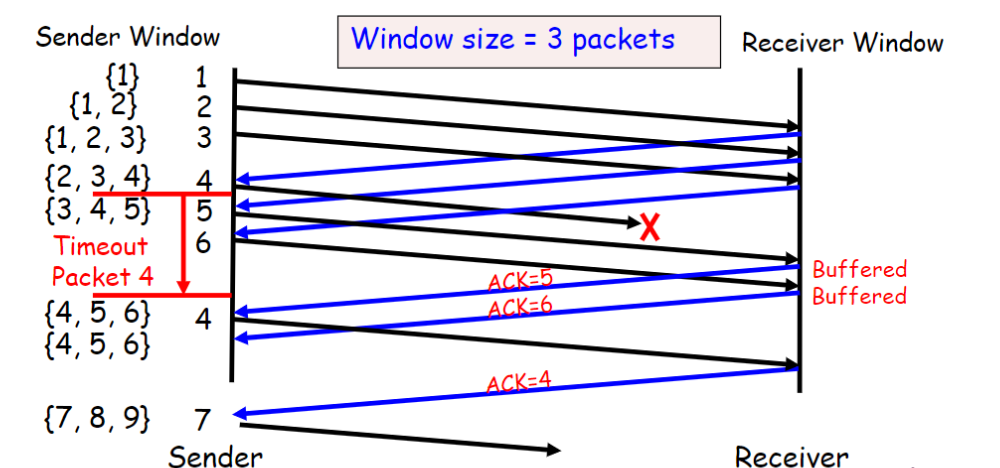 Sender Window
Window size = 3 packets
Receiver Window
{1} 1
{1, 2} 2
{1, 2, 3} 3
{2, 3, 4} 4
{3, 4, 5} 5
X
Timeout 6
Packet 4
Buffered
ACK=5
Buffered
ACK=6
{4, 5, 6} 4
{4, 5, 6}
ACK=4
{7, 8, 9} 7
Sender
Receiver